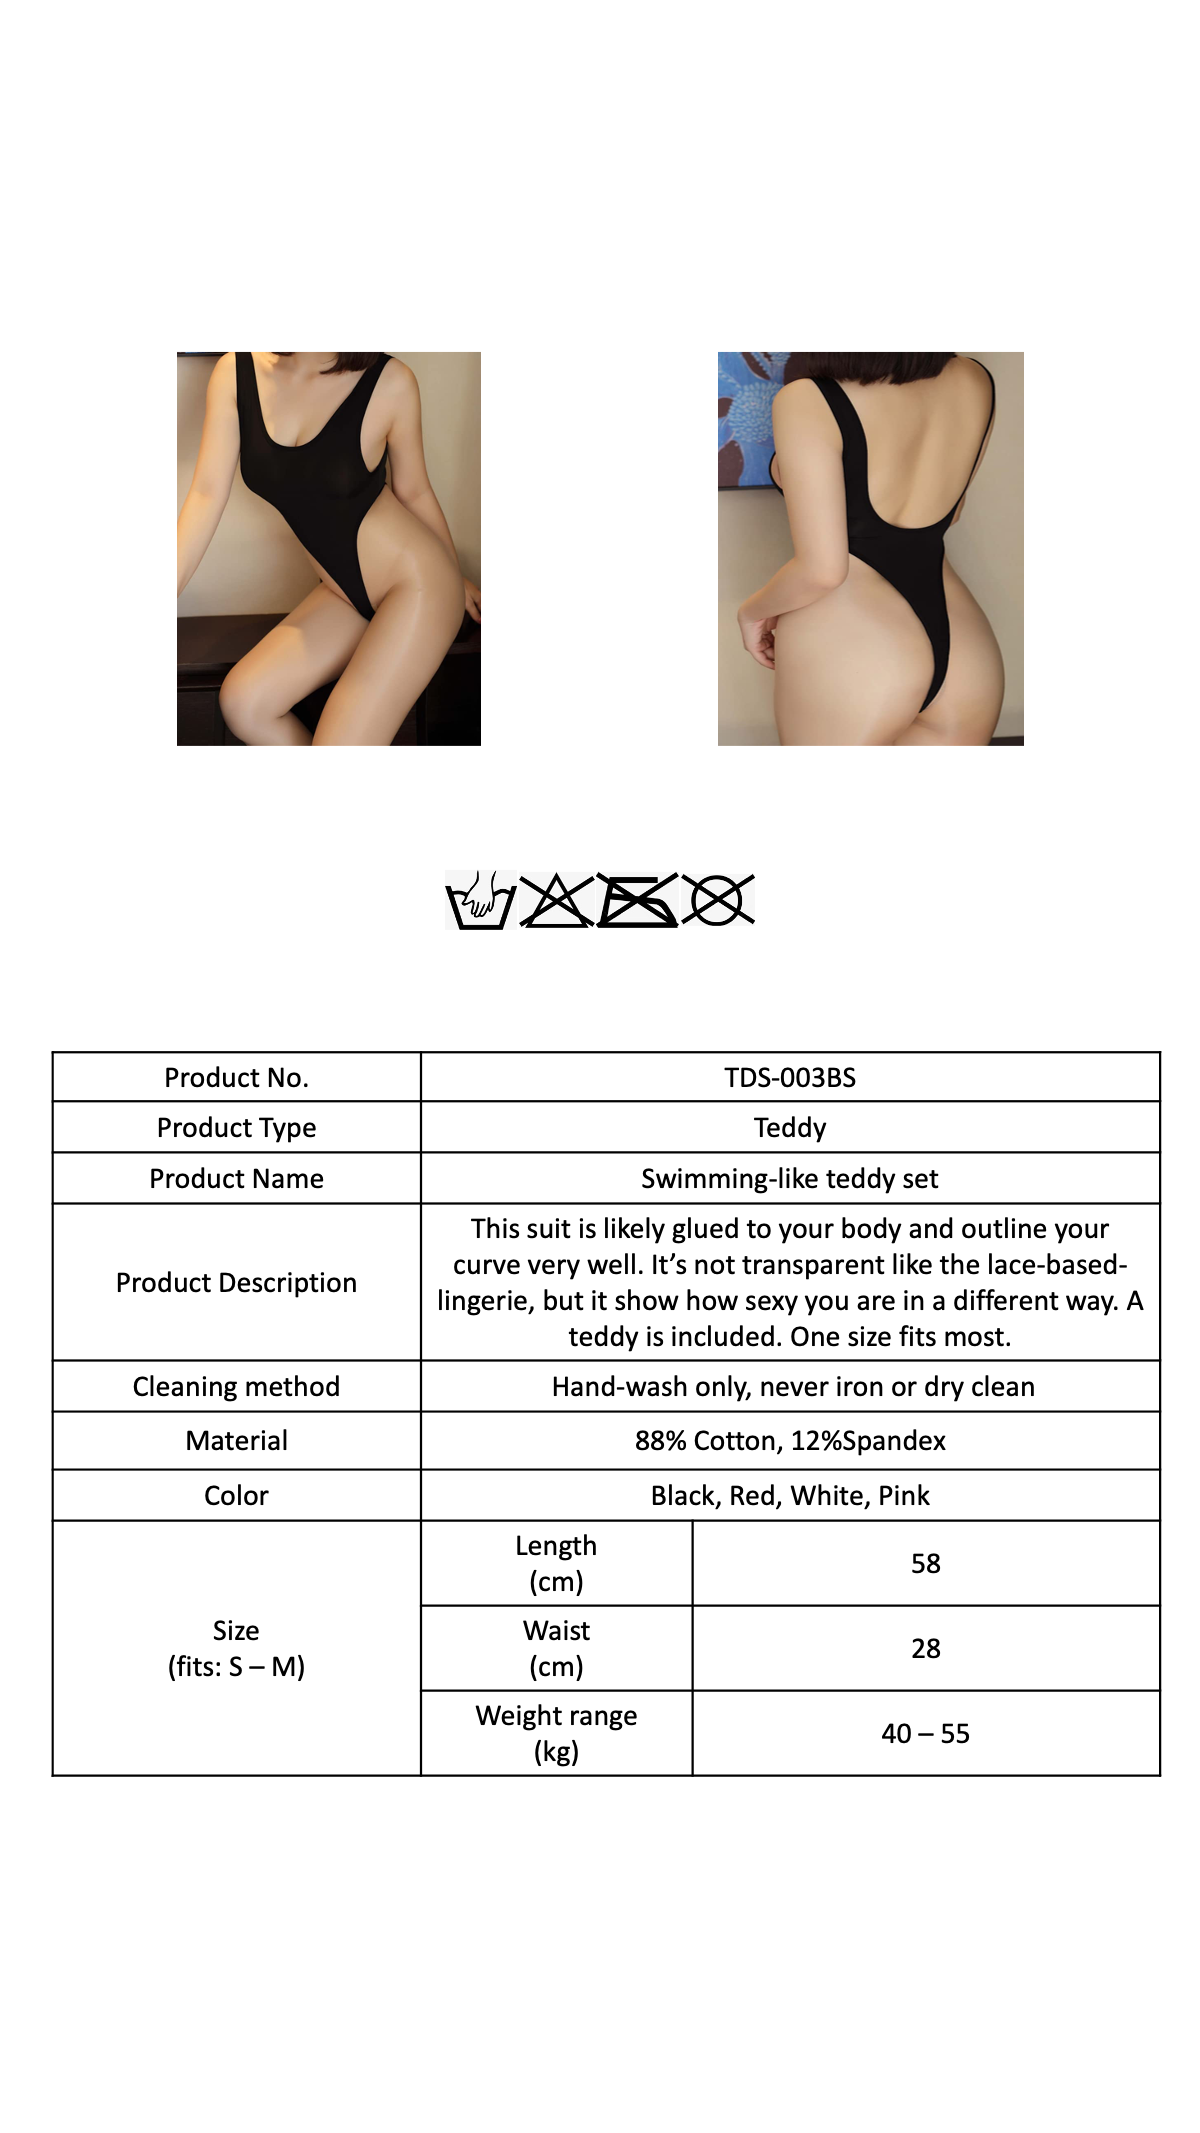 Product No.
TDS-003BS
Product Type
Teddy
Product Name
Swimming-like teddy set
Product Description
This suit is likely glued to your body and outline your
curve very well. It’s not transparent like the lace-based-
lingerie, but it show how sexy you are in a different way. A
teddy is included. One size fits most.
Cleaning method
Hand-wash only, never iron or dry clean
Material
88% Cotton, 12%Spandex
Color
Black, Red, White, Pink
Size
(fits: S – M)
Length
(cm)
58
Waist
(cm)
28
Weight range
(kg)
40 – 55